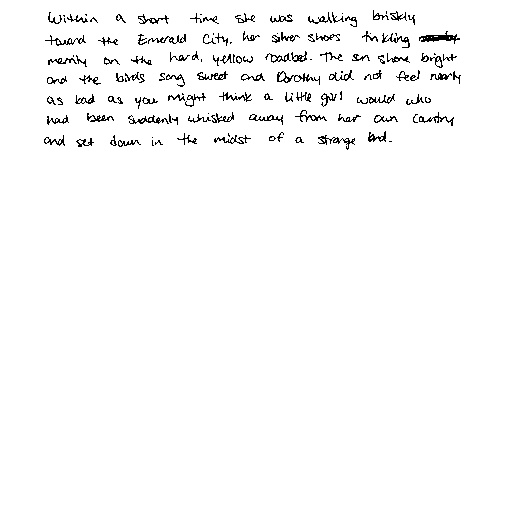 Within a short time she was walking briskly
toward the Emerald City, her silver shoes tinkling
merrily on the hard, yellow roadbed. The sun shone bright
and the birds song sweet and Dorothy did not feel nearly
as bad as you might think a little girl would who
had been suddenly whisked away from her own country
and set down in the midst of a strange land.